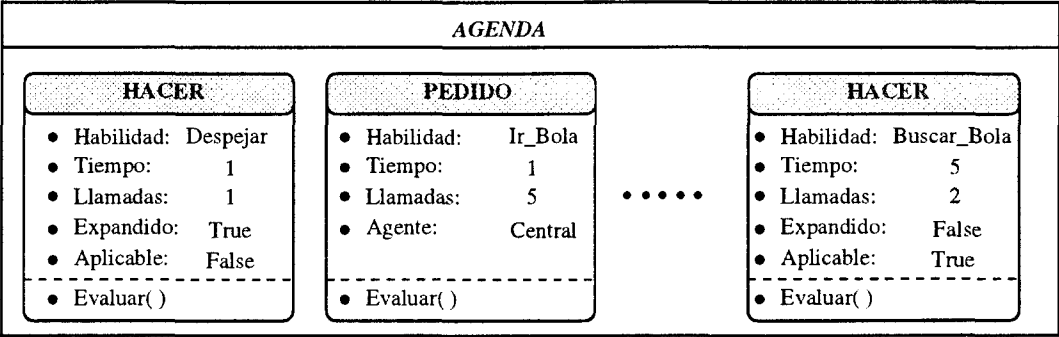 AGENDA
HACER
• Habilidad: Despejar
• Tiempo: 1
• Llamadas: 1
• Expandido: True
• Aplicable: False
• Evaluar( )
PEDIDO
• Habilidad: Ir_Bola
• Tiempo: 1
• Llamadas: 5
• Agente: Central
• Evaluar( )
HACER
• Habilidad: Buscar_Bola
• Tiempo: 5
• Llamadas: 2
• Expandido: False
• Aplicable: True
• Evaluar( )